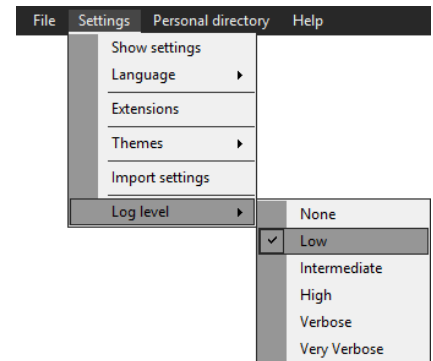 File Settings Personal directory Help
Show settings
Language
Extensions
Themes
Import settings
Log level
None
Low
Intermediate
High
Verbose
Very Verbose